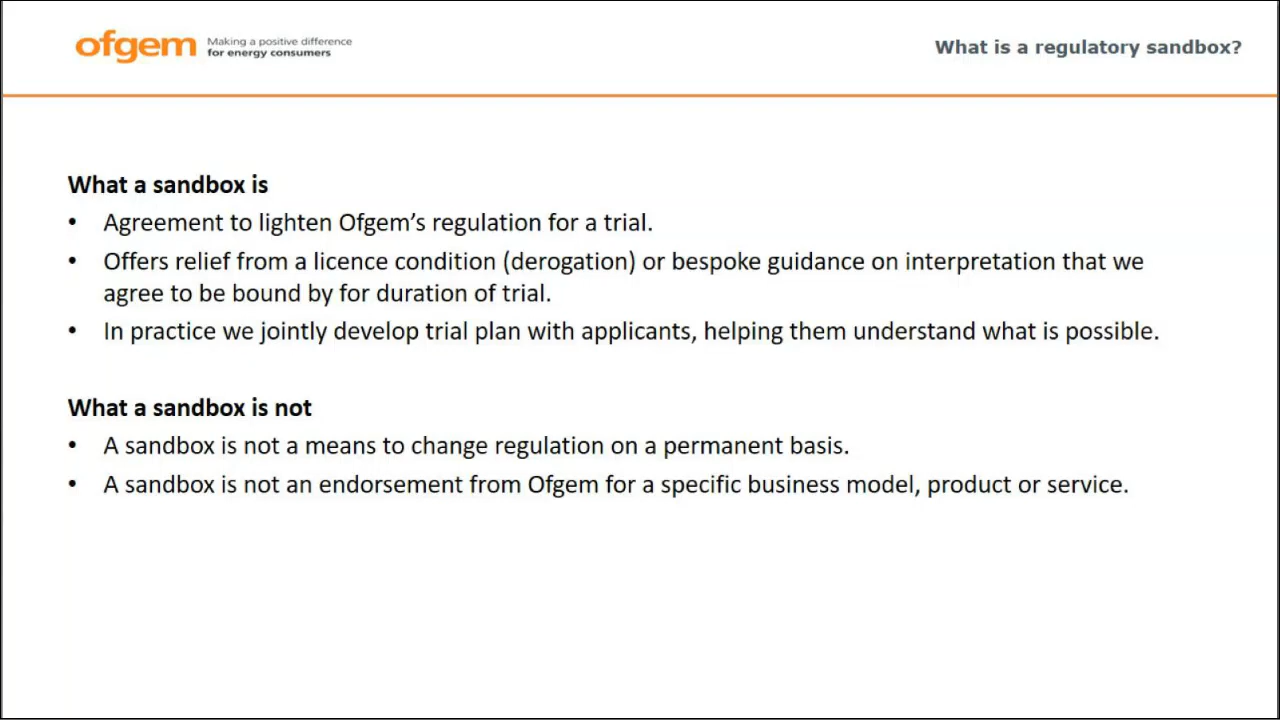 ofgem
Making a positive difference
for energy consumers
What is a regulatory sandbox?
What a sandbox is
• Agreement to lighten Ofgem’s regulation for a trial.
• Offers relief from a licence condition (derogation) or bespoke guidance on interpretation that we
agree to be bound by for duration of trial.
• In practice we jointly develop trial plan with applicants, helping them understand what is possible.
What a sandbox is not
• A sandbox is not a means to change regulation on a permanent basis.
• A sandbox is not an endorsement from Ofgem for a specific business model, product or service.